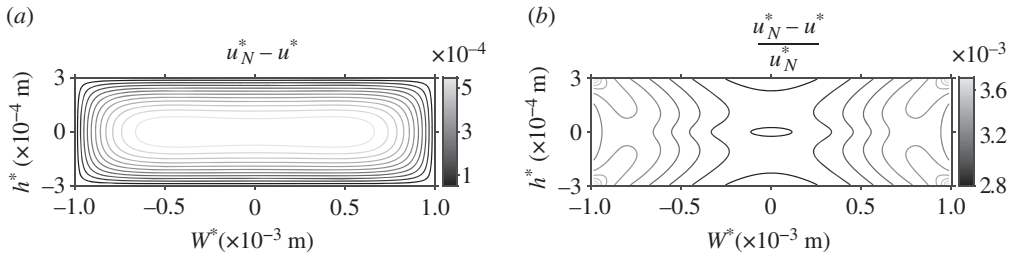 (a)
u*_N – u*
×10⁻⁴
h* (×10⁻⁴ m)
3
0
–3
5
3
1
–1.0
–0.5
0
0.5
1.0
W* (×10⁻³ m)
(b)
u*_N – u*
u*_N
×10⁻³
h* (×10⁻⁴ m)
3
0
–3
3.6
3.2
2.8
–1.0
–0.5
0
0.5
1.0
W* (×10⁻³ m)